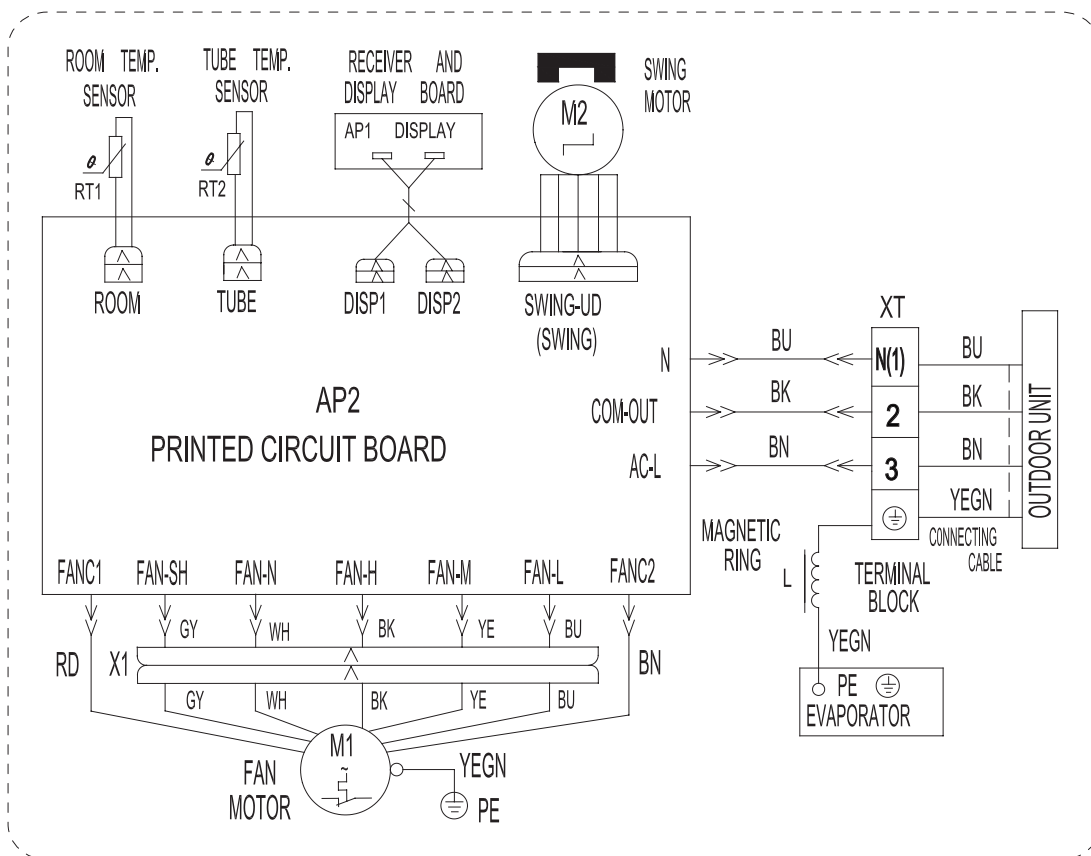 ROOM TEMP.
SENSOR
TUBE TEMP.
SENSOR
RECEIVER AND
DISPLAY BOARD
SWING
MOTOR
AP1 DISPLAY
M2
θ
RT1
θ
RT2
ROOM
TUBE
DISP1
DISP2
SWING-UD
(SWING)
XT
N
BU
N(1)
BU
COM-OUT
BK
2
BK
AC-L
BN
3
BN
YEGN
OUTDOOR UNIT
AP2
PRINTED CIRCUIT BOARD
CONNECTING
CABLE
MAGNETIC
RING
L
TERMINAL
BLOCK
YEGN
PE
EVAPORATOR
FANC1
FAN-SH
FAN-N
FAN-H
FAN-M
FAN-L
FANC2
GY
WH
BK
YE
BU
RD
X1
BN
GY
WH
BK
YE
BU
M1
~
FAN
MOTOR
YEGN
PE